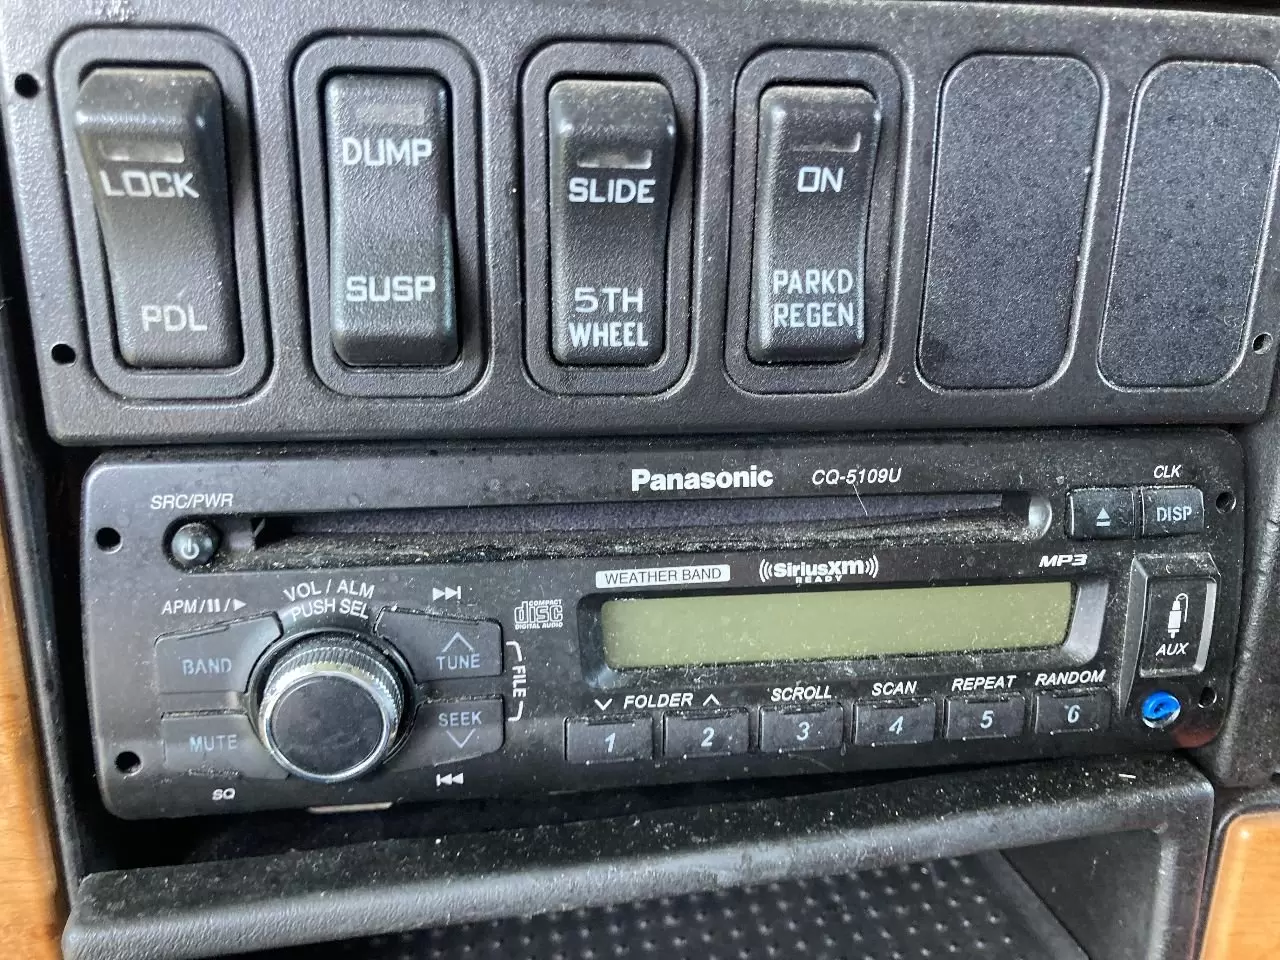 LOCK
PDL
DUMP
SUSP
SLIDE
5TH
WHEEL
ON
PARKD
REGEN
Panasonic CQ-5109U
CLK
SRC/PWR
DISP
WEATHER BAND
((SiriusXM))
READY
MP3
APM/
VOL / ALM
PUSH SEL
COMPACT
disc
DIGITAL AUDIO
BAND
TUNE
FILE
AUX
MUTE
SEEK
SQ
FOLDER
SCROLL
SCAN
REPEAT
RANDOM
1
2
3
4
5
6